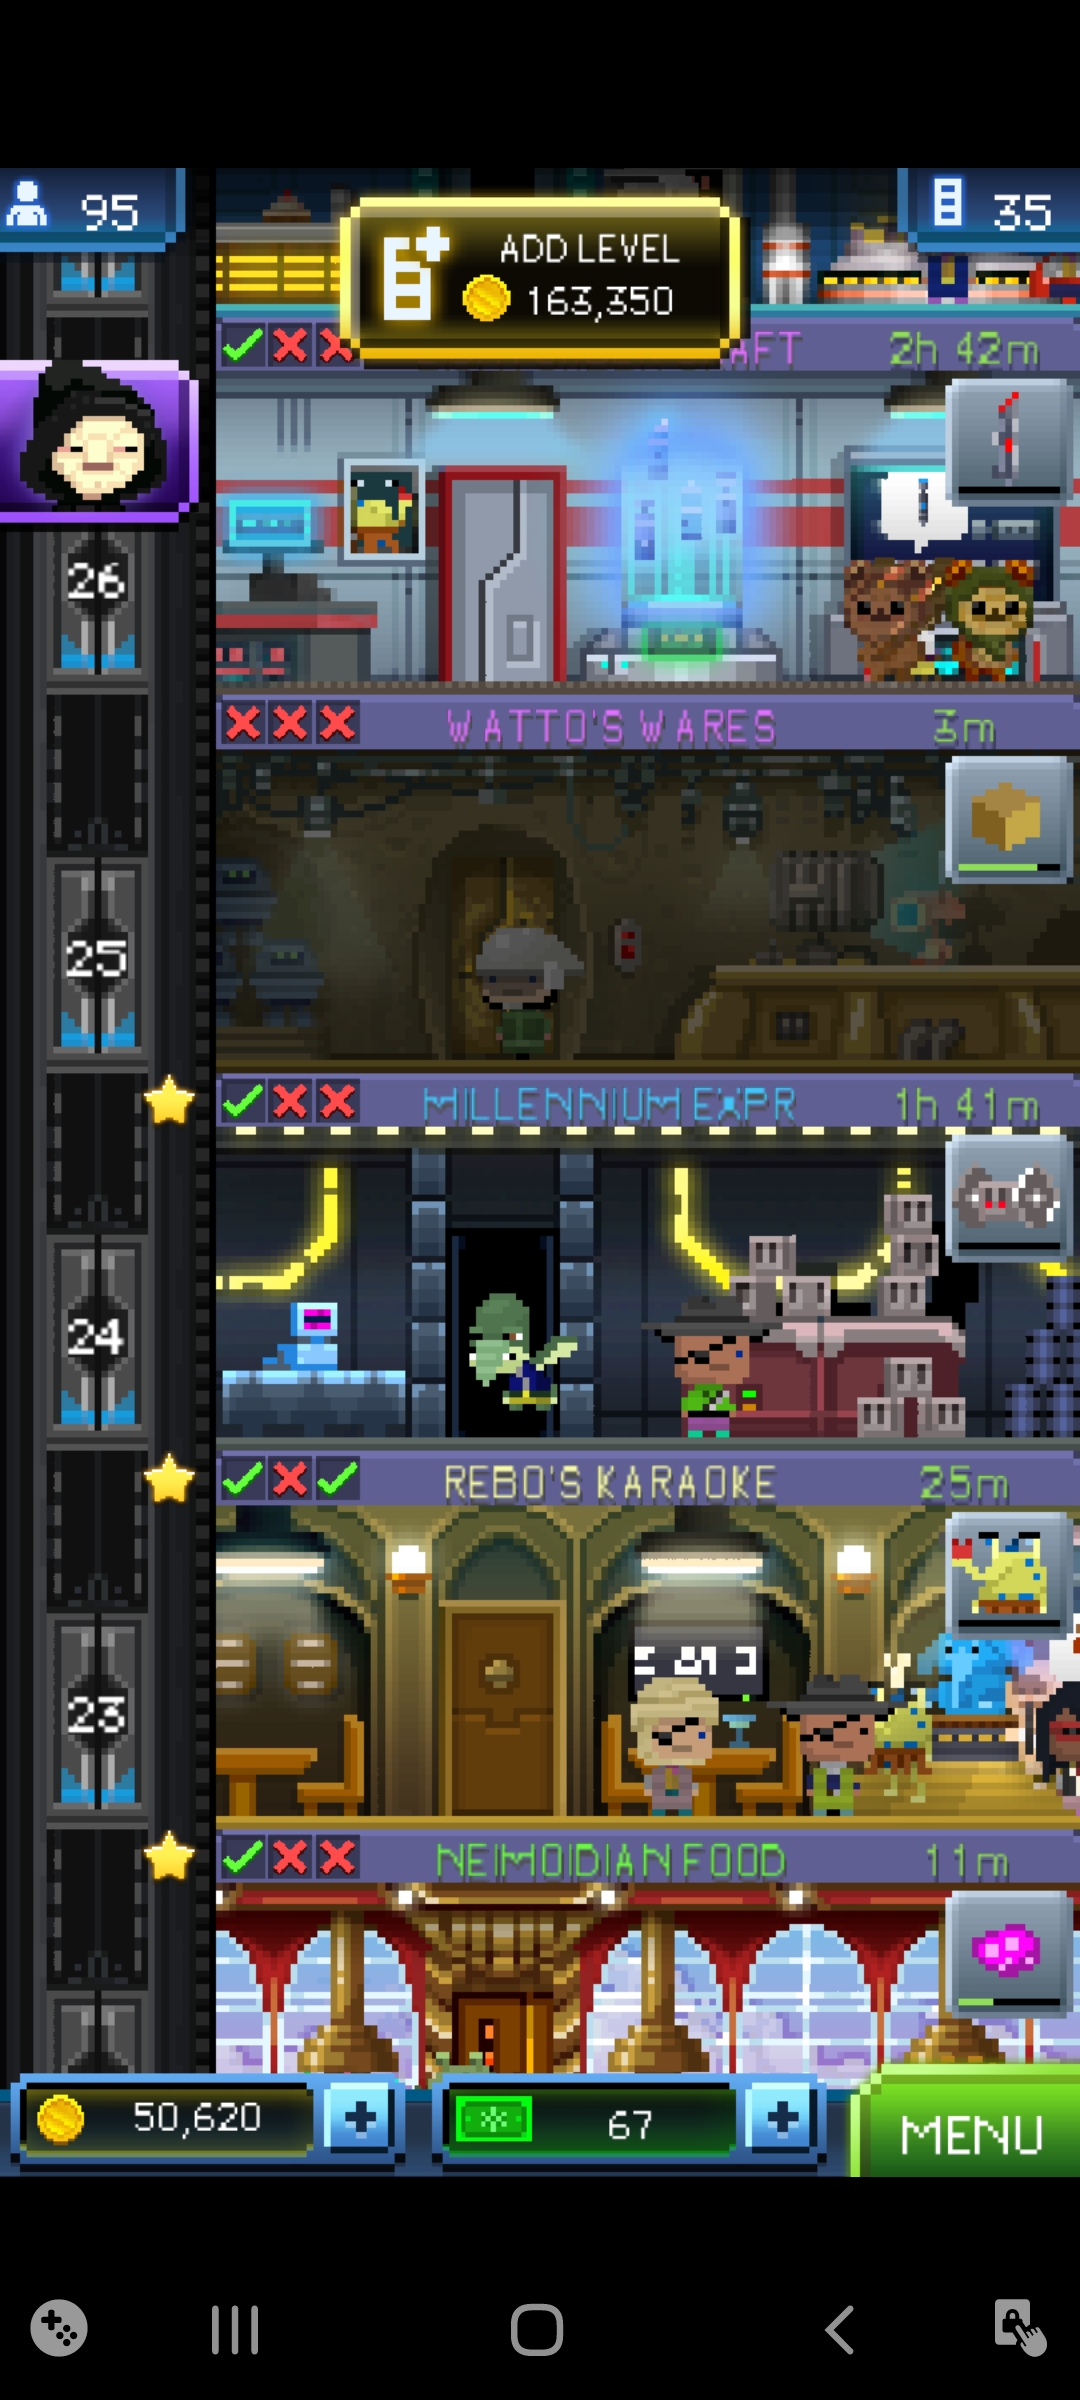 95
ADD LEVEL
163,350
35
AFT 2h 42m
26
WATTO'S WARES 3m
25
MILLENNIUM EXPR 1h 41m
24
REBO'S KARAOKE 25m
23
NEIMOIDIAN FOOD 11m
50,620
67
MENU